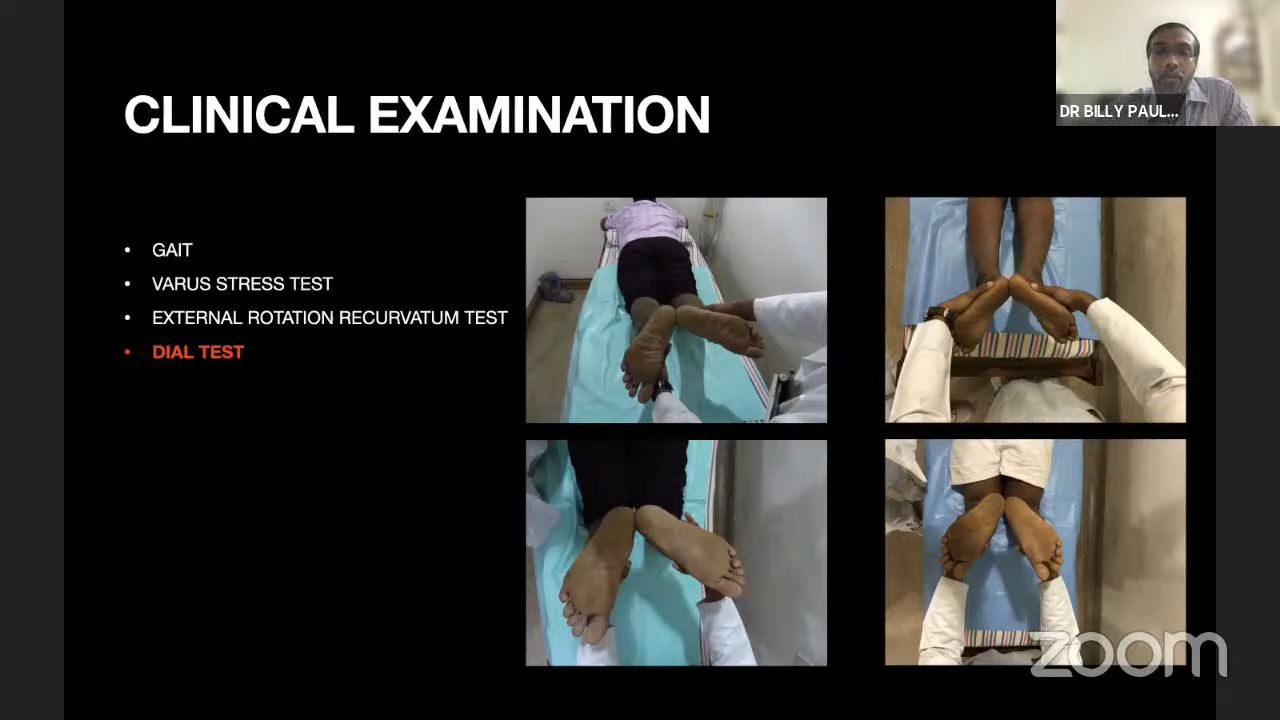 CLINICAL EXAMINATION
DR BILLY PAUL...
• GAIT
• VARUS STRESS TEST
• EXTERNAL ROTATION RECURVATUM TEST
• DIAL TEST
zoom